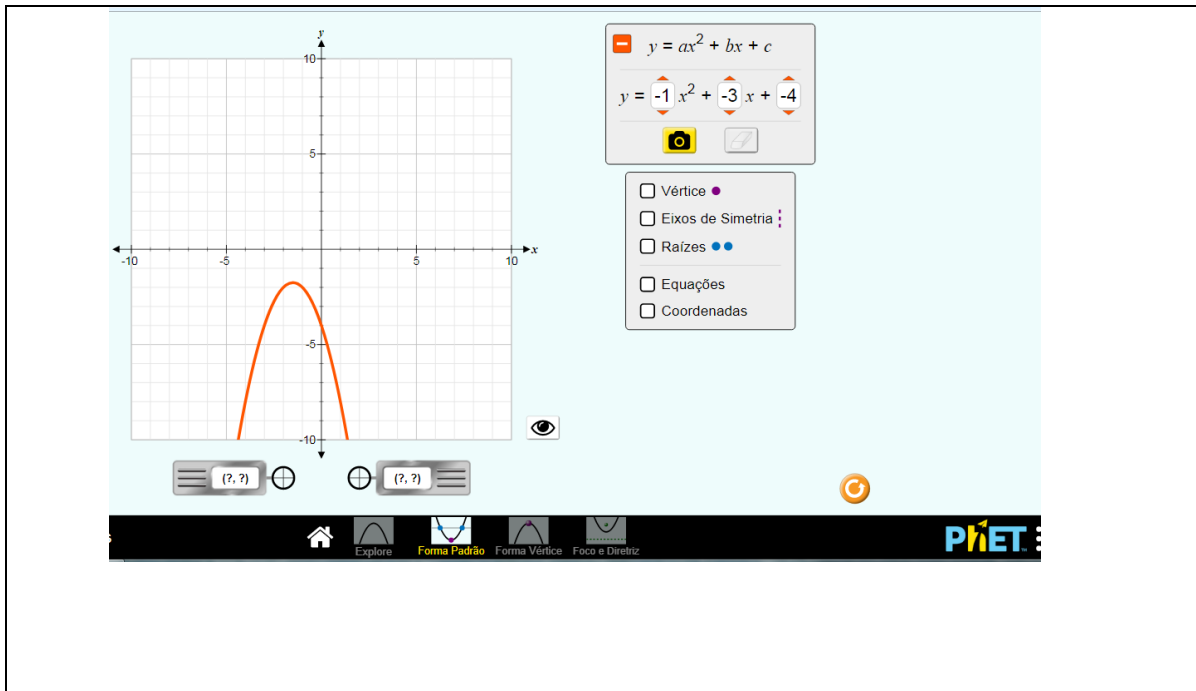 y = ax² + bx + c
y = -1 x² + -3 x + -4
Vértice
Eixos de Simetria
Raízes
Equações
Coordenadas
y
10
5
-10
-5
5
10
x
-5
-10
(?, ?)
(?, ?)
s
Explore
Forma Padrão
Forma Vértice
Foco e Diretriz
PhET